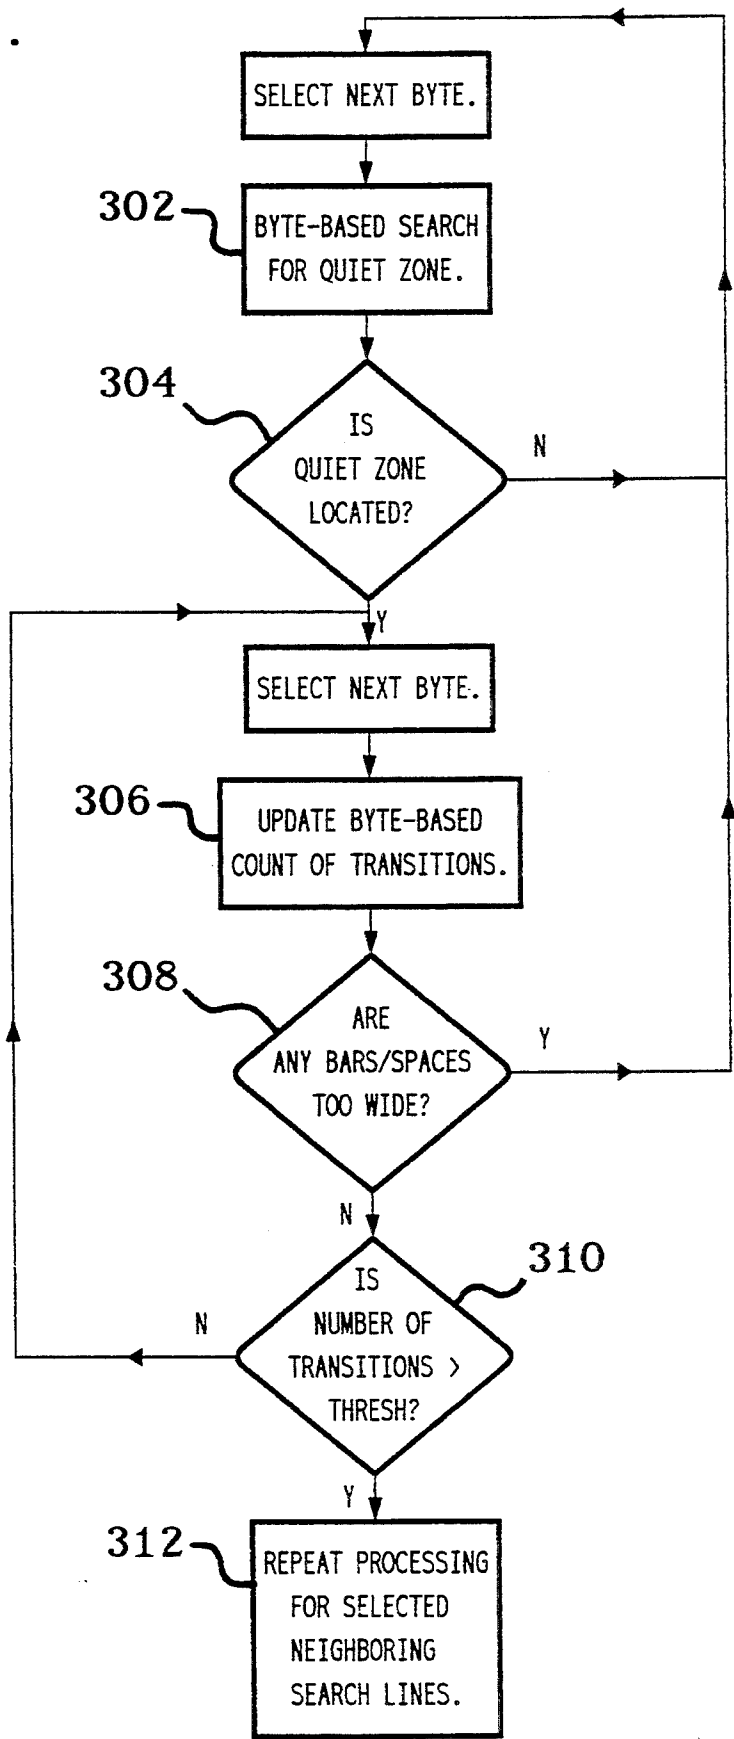 SELECT NEXT BYTE.
302
BYTE-BASED SEARCH
FOR QUIET ZONE.
304
IS
QUIET ZONE
LOCATED?
N
Y
SELECT NEXT BYTE.
306
UPDATE BYTE-BASED
COUNT OF TRANSITIONS.
308
ARE
ANY BARS/SPACES
TOO WIDE?
Y
N
310
IS
NUMBER OF
TRANSITIONS >
THRESH?
N
Y
312
REPEAT PROCESSING
FOR SELECTED
NEIGHBORING
SEARCH LINES.